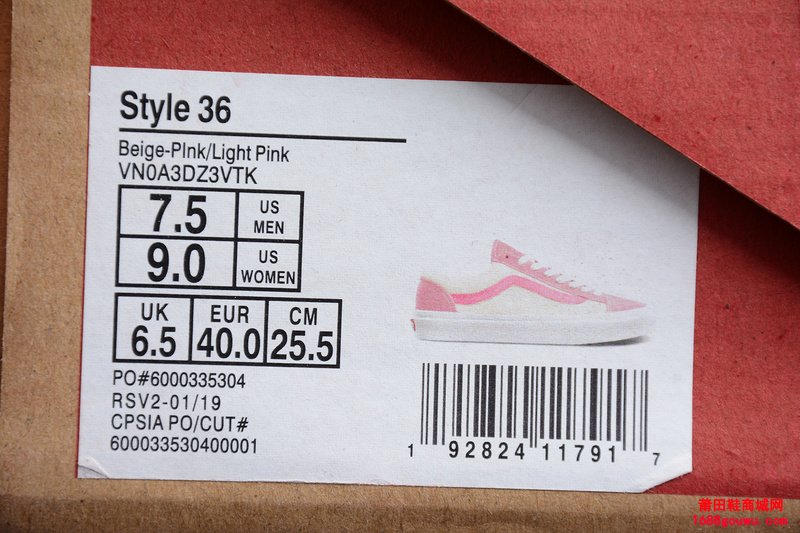 Style 36
Beige-PInk/Light Pink
VN0A3DZ3VTK
7.5 US MEN
9.0 US WOMEN
UK EUR CM
6.5 40.0 25.5
PO#6000335304
RSV2-01/19
CPSIA PO/CUT#
600033530400001
1 92824 11791 7
莆田鞋商城网